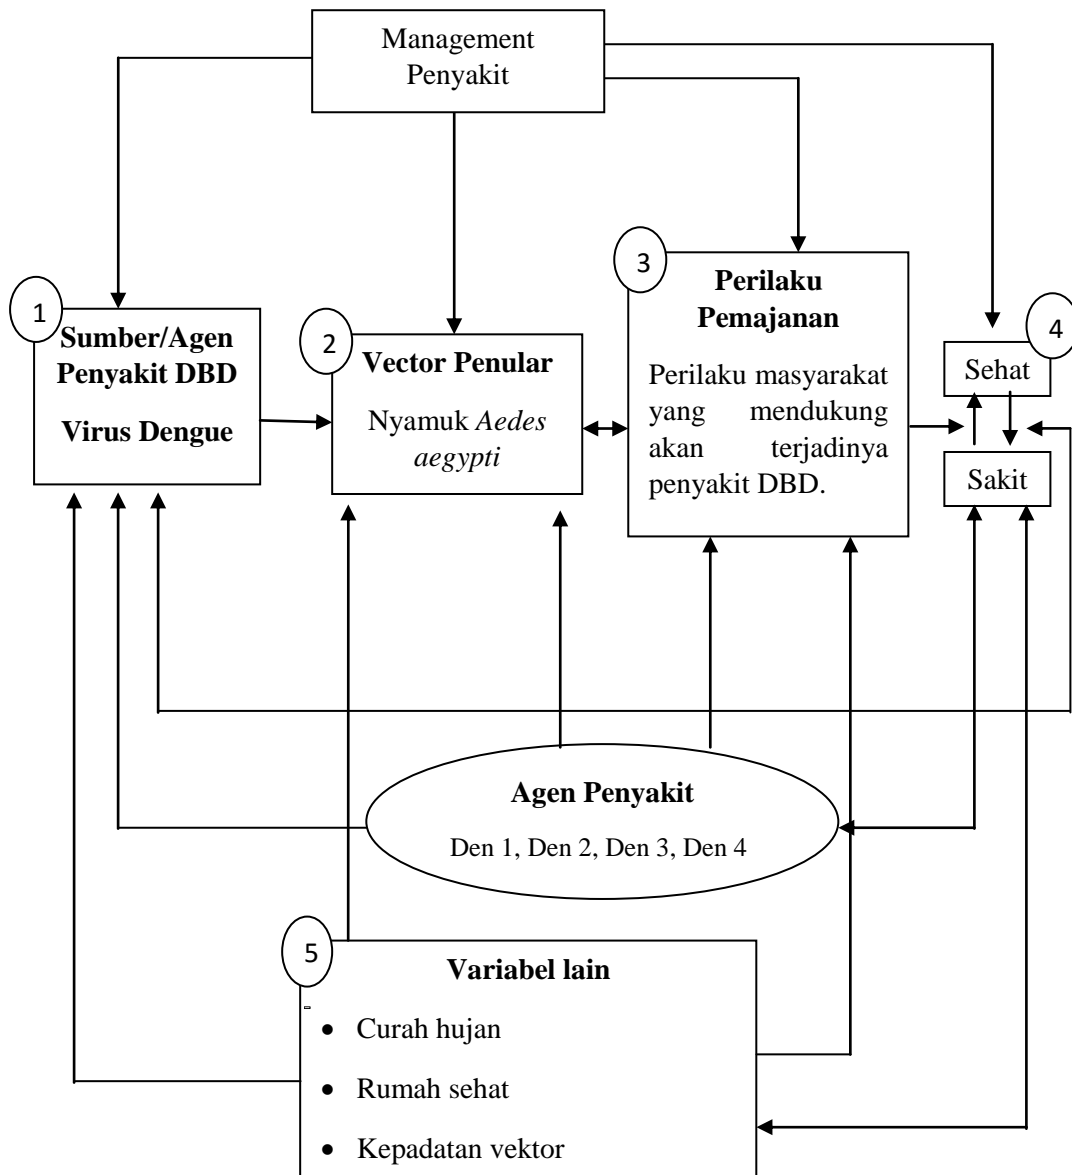 Management
Penyakit
1
Sumber/Agen
Penyakit DBD
Virus Dengue
2
Vector Penular
Nyamuk Aedes
aegypti
3
Perilaku
Pemajanan
Perilaku masyarakat
yang mendukung
akan terjadinya
penyakit DBD.
4
Sehat
Sakit
Agen Penyakit
Den 1, Den 2, Den 3, Den 4
5
Variabel lain
• Curah hujan
• Rumah sehat
• Kepadatan vektor